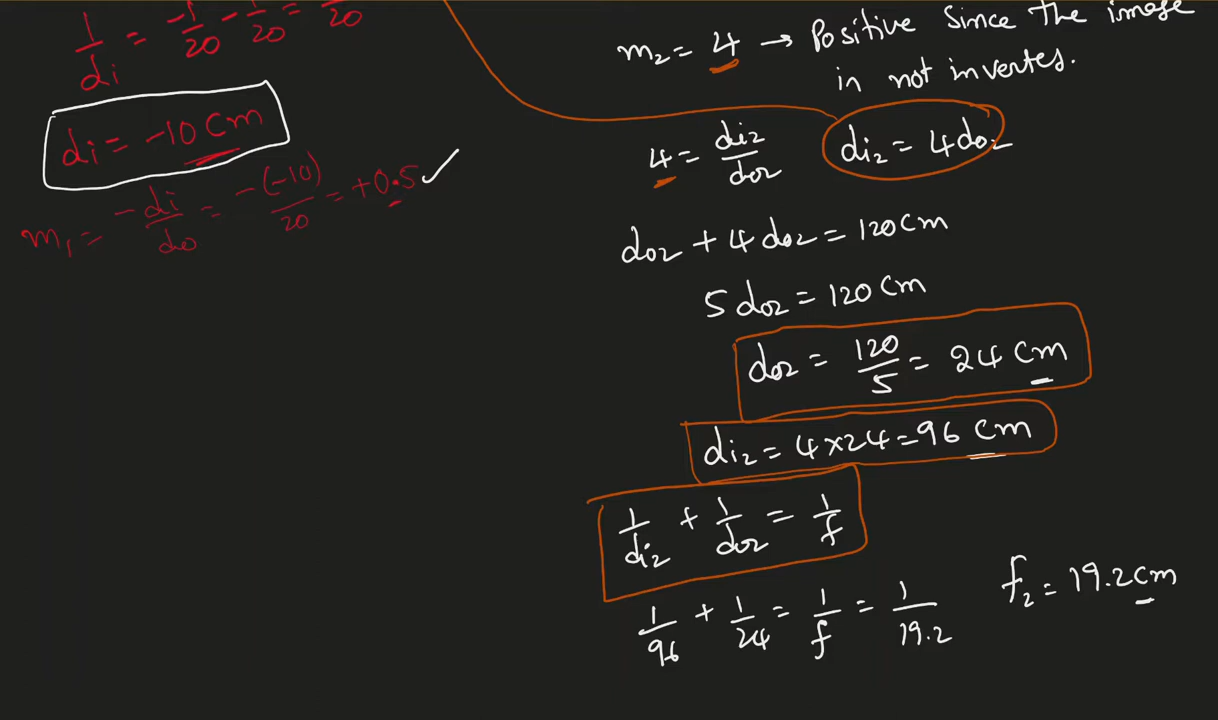 1/di = -1/20 - 1/20 = /20
di = -10 cm
m₁ = -di/do = -(-10)/20 = +0.5 ✓
m₂ = 4 → Positive Since The image
in not invertes.
4 = di₂/do₂ di₂ = 4do₂
do₂ + 4do₂ = 120 cm
5do₂ = 120 cm
do₂ = 120/5 = 24 cm
di₂ = 4x24 = 96 cm
1/di₂ + 1/do₂ = 1/f
1/96 + 1/24 = 1/f = 1/19.2 f₂ = 19.2 cm